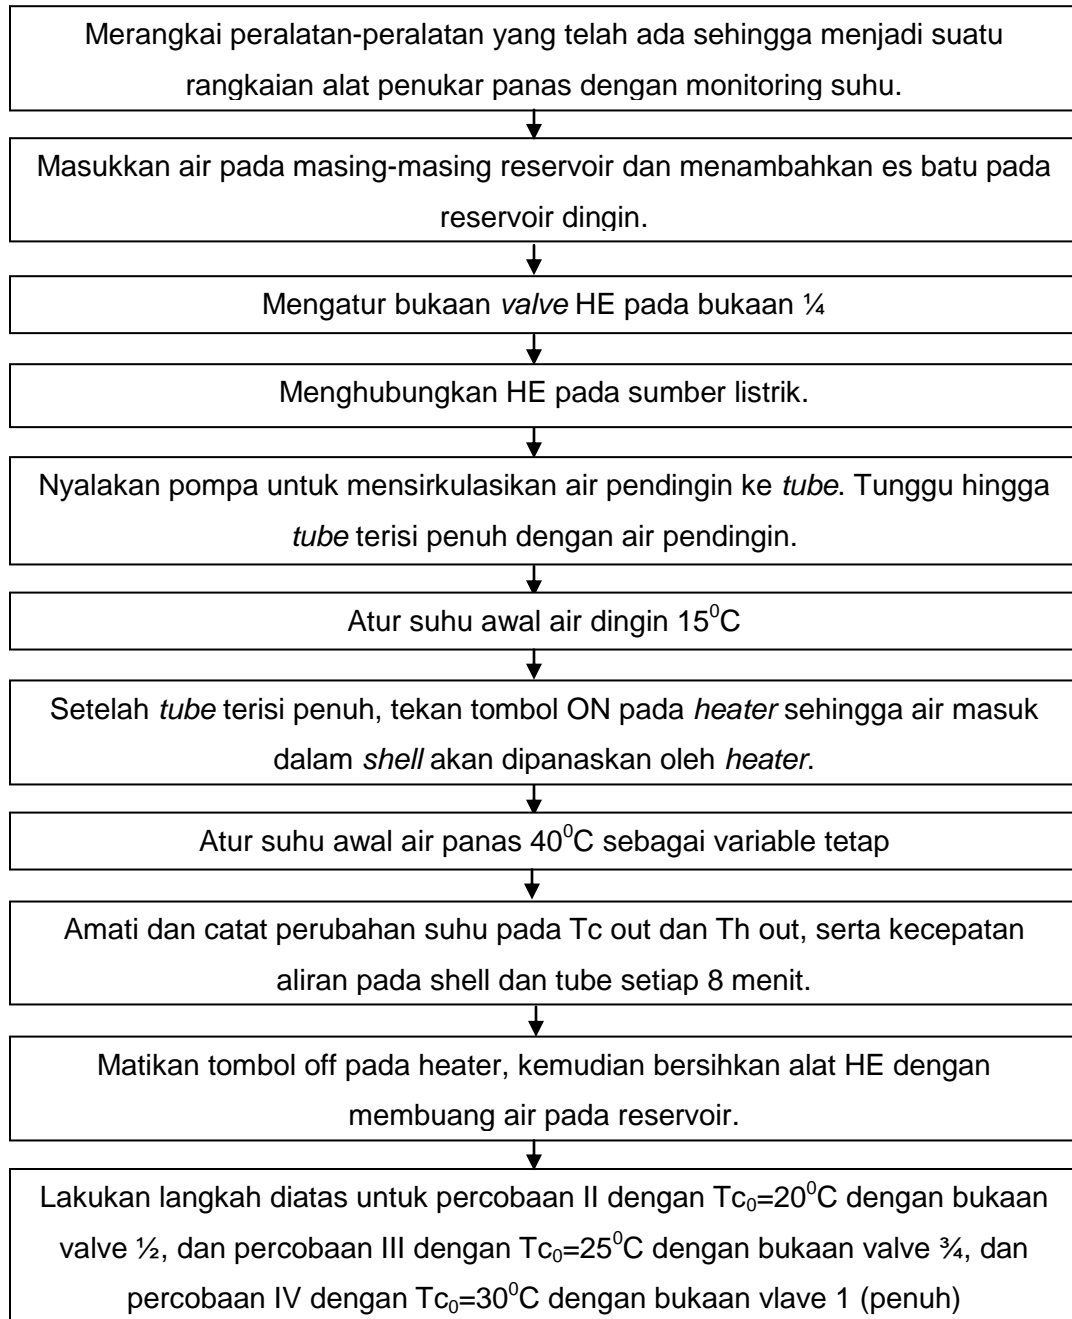 Merangkai peralatan-peralatan yang telah ada sehingga menjadi suatu
rangkaian alat penukar panas dengan monitoring suhu.
Masukkan air pada masing-masing reservoir dan menambahkan es batu pada
reservoir dingin.
Mengatur bukaan valve HE pada bukaan ¼
Menghubungkan HE pada sumber listrik.
Nyalakan pompa untuk mensirkulasikan air pendingin ke tube. Tunggu hingga
tube terisi penuh dengan air pendingin.
Atur suhu awal air dingin 15⁰C
Setelah tube terisi penuh, tekan tombol ON pada heater sehingga air masuk
dalam shell akan dipanaskan oleh heater.
Atur suhu awal air panas 40⁰C sebagai variable tetap
Amati dan catat perubahan suhu pada Tc out dan Th out, serta kecepatan
aliran pada shell dan tube setiap 8 menit.
Matikan tombol off pada heater, kemudian bersihkan alat HE dengan
membuang air pada reservoir.
Lakukan langkah diatas untuk percobaan II dengan Tc₀=20⁰C dengan bukaan
valve ½, dan percobaan III dengan Tc₀=25⁰C dengan bukaan valve ¾, dan
percobaan IV dengan Tc₀=30⁰C dengan bukaan vlave 1 (penuh)